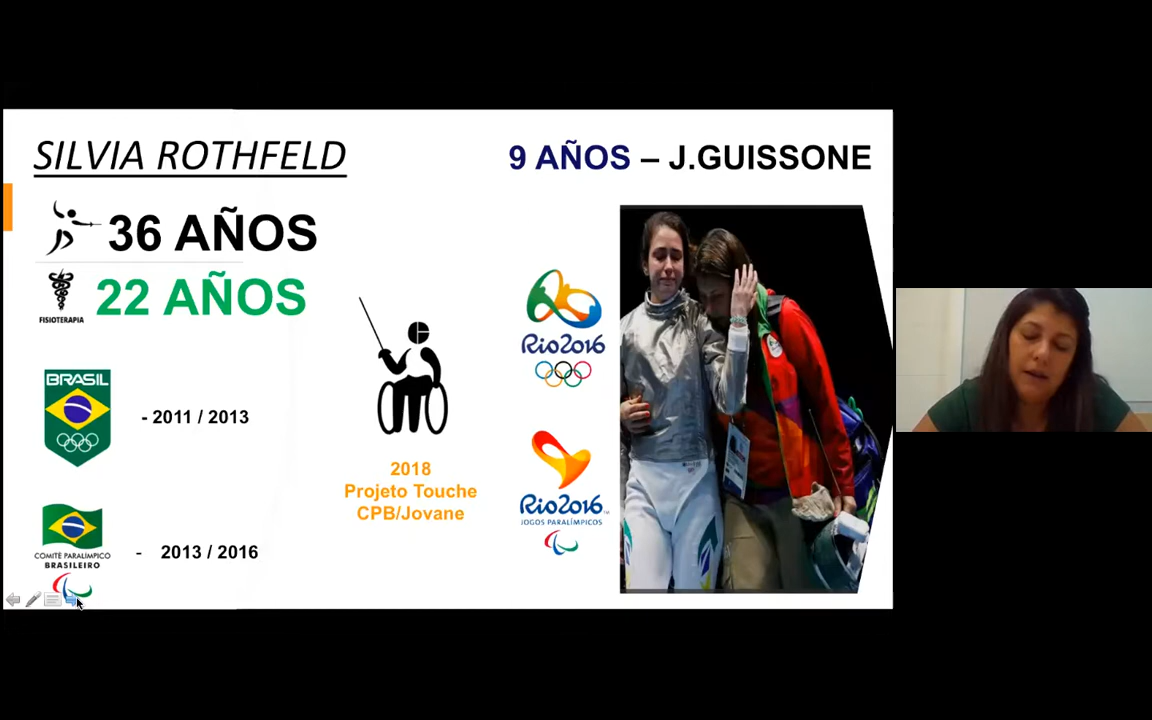 SILVIA ROTHFELD
9 AÑOS – J.GUISSONE
36 AÑOS
FISIOTERAPIA
22 AÑOS
BRASIL
- 2011 / 2013
2018
Projeto Touche
CPB/Jovane
Rio2016
Rio2016
JOGOS PARALÍMPICOS
COMITÊ PARALÍMPICO
BRASILEIRO
- 2013 / 2016